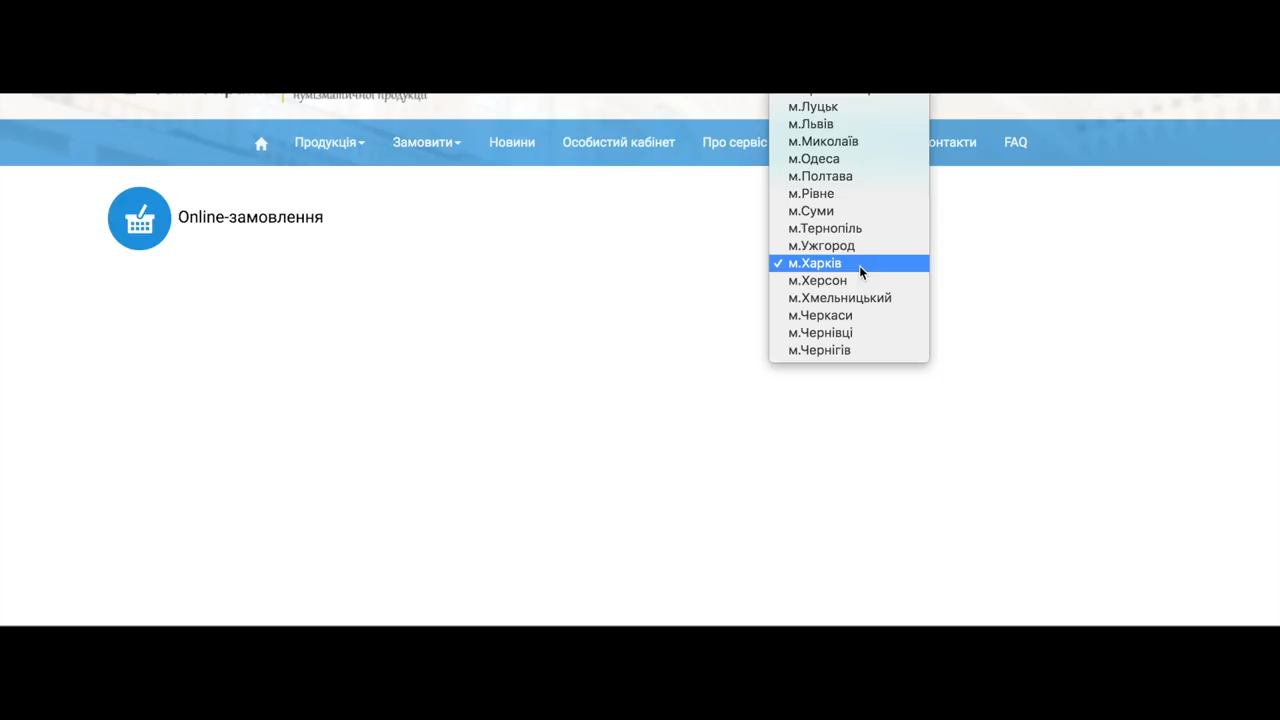 нумізматичної продукції
Продукція
Замовити
Новини
Особистий кабінет
Про сервіс
онтакти
FAQ
Online-замовлення
м.Луцьк
м.Львів
м.Миколаїв
м.Одеса
м.Полтава
м.Рівне
м.Суми
м.Тернопіль
м.Ужгород
✓ м.Харків
м.Херсон
м.Хмельницький
м.Черкаси
м.Чернівці
м.Чернігів